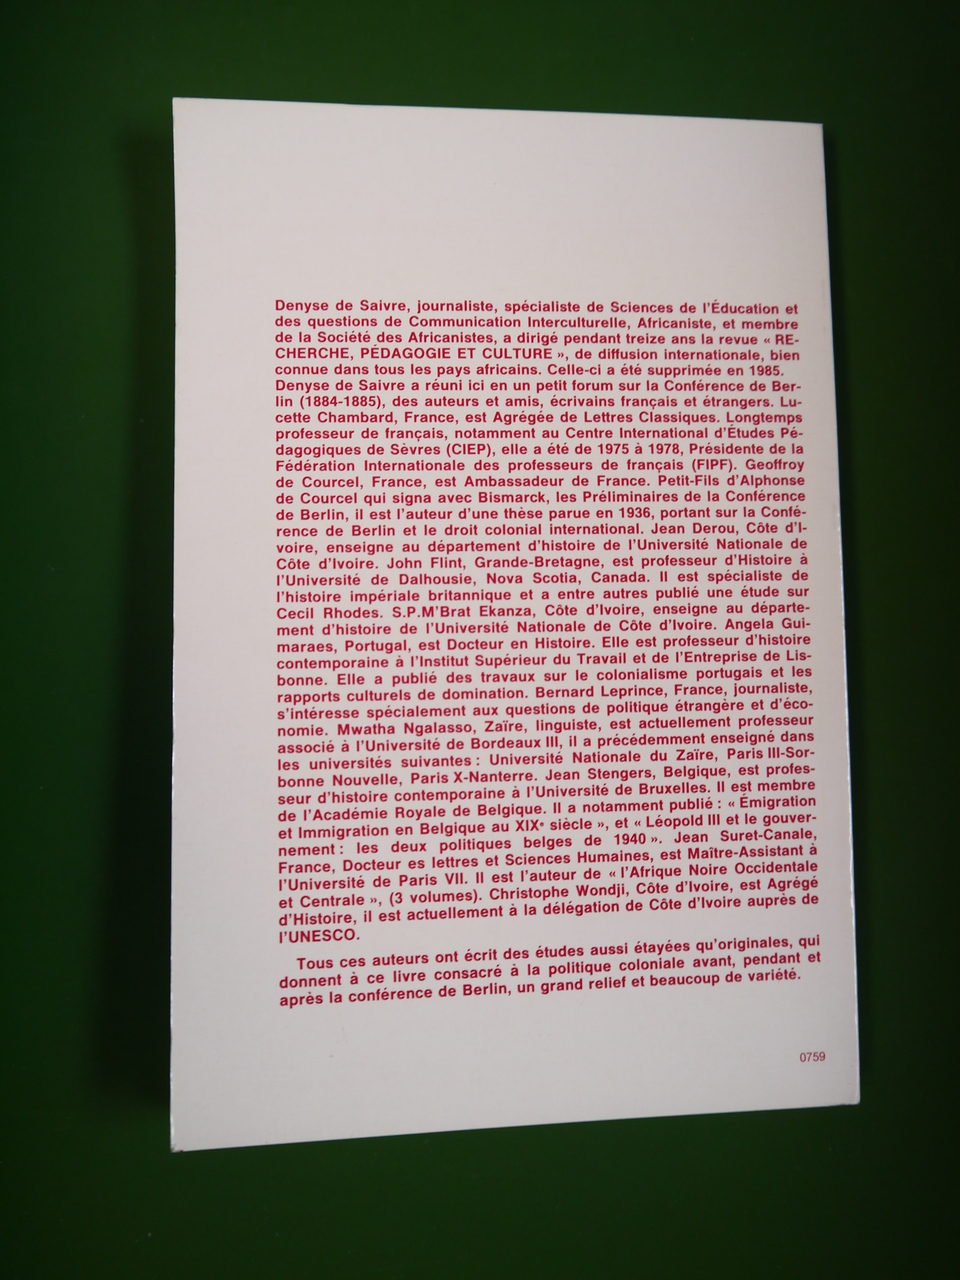 Denyse de Saivre, journaliste, spécialiste de Sciences de l'Éducation et
des questions de Communication Interculturelle, Africaniste, et membre
de la Société des Africanistes, a dirigé pendant treize ans la revue « RE-
CHERCHE, PÉDAGOGIE ET CULTURE », de diffusion internationale, bien
connue dans tous les pays africains. Celle-ci a été supprimée en 1985.
Denyse de Saivre a réuni ici en un petit forum sur la Conférence de Ber-
lin (1884-1885), des auteurs et amis, écrivains français et étrangers. Lu-
cette Chambard, France, est Agrégée de Lettres Classiques. Longtemps
professeur de français, notamment au Centre International d'Études Pé-
dagogiques de Sèvres (CIEP), elle a été de 1975 à 1978, Présidente de la
Fédération Internationale des professeurs de français (FIPF). Geoffroy
de Courcel, France, est Ambassadeur de France. Petit-Fils d'Alphonse
de Courcel qui signa avec Bismarck, les Préliminaires de la Conférence
de Berlin, il est l'auteur d'une thèse parue en 1936, portant sur la Confé-
rence de Berlin et le droit colonial international. Jean Derou, Côte d'I-
voire, enseigne au département d'histoire de l'Université Nationale de
Côte d'Ivoire. John Flint, Grande-Bretagne, est professeur d'Histoire à
l'Université de Dalhousie, Nova Scotia, Canada. Il est spécialiste de
l'histoire impériale britannique et a entre autres publié une étude sur
Cecil Rhodes. S.P.M'Brat Ekanza, Côte d'Ivoire, enseigne au départe-
ment d'histoire de l'Université Nationale de Côte d'Ivoire. Angela Gui-
maraes, Portugal, est Docteur en Histoire. Elle est professeur d'histoire
contemporaine à l'Institut Supérieur du Travail et de l'Entreprise de Lis-
bonne. Elle a publié des travaux sur le colonialisme portugais et les
rapports culturels de domination. Bernard Leprince, France, journaliste,
s'intéresse spécialement aux questions de politique étrangère et d'éco-
nomie. Mwatha Ngalasso, Zaïre, linguiste, est actuellement professeur
associé à l'Université de Bordeaux III, il a précédemment enseigné dans
les universités suivantes : Université Nationale du Zaïre, Paris III-Sor-
bonne Nouvelle, Paris X-Nanterre. Jean Stengers, Belgique, est profes-
seur d'histoire contemporaine à l'Université de Bruxelles. Il est membre
de l'Académie Royale de Belgique. Il a notamment publié : « Émigration
et Immigration en Belgique au XIXe siècle », et « Léopold III et le gouver-
nement : les deux politiques belges de 1940 ». Jean Suret-Canale,
France, Docteur es lettres et Sciences Humaines, est Maître-Assistant à
l'Université de Paris VII. Il est l'auteur de « l'Afrique Noire Occidentale
et Centrale », (3 volumes). Christophe Wondji, Côte d'Ivoire, est Agrégé
d'Histoire, il est actuellement à la délégation de Côte d'Ivoire auprès de
l'UNESCO.
Tous ces auteurs ont écrit des études aussi étayées qu'originales, qui
donnent à ce livre consacré à la politique coloniale avant, pendant et
après la conférence de Berlin, un grand relief et beaucoup de variété.
0759